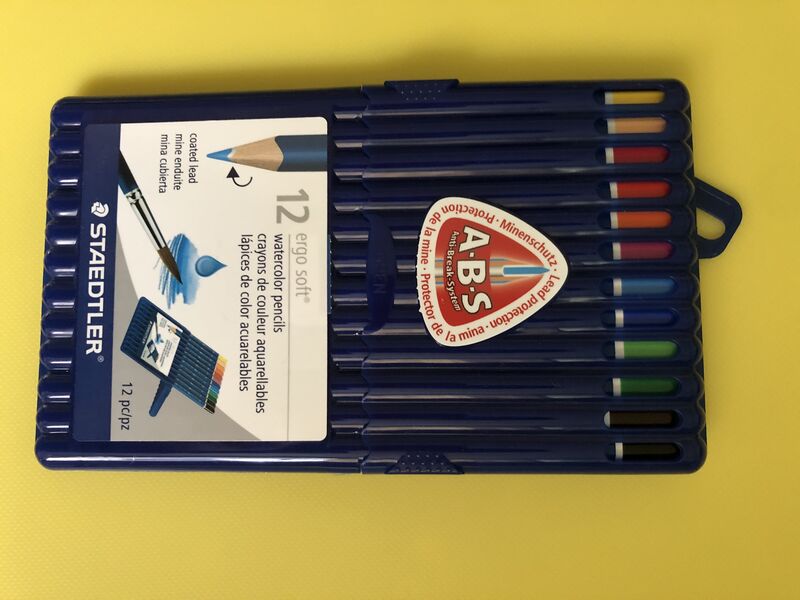 coated lead
mine enduite
mina cubierta
12 ergo soft®
watercolor pencils
crayons de couleur aquarellables
lápices de color acuarelables
STAEDTLER®
12 pc/pz
Minenschutz · Lead protection · Protector de la mina · Protection de la mine ·
A·B·S
Anti-Break-System